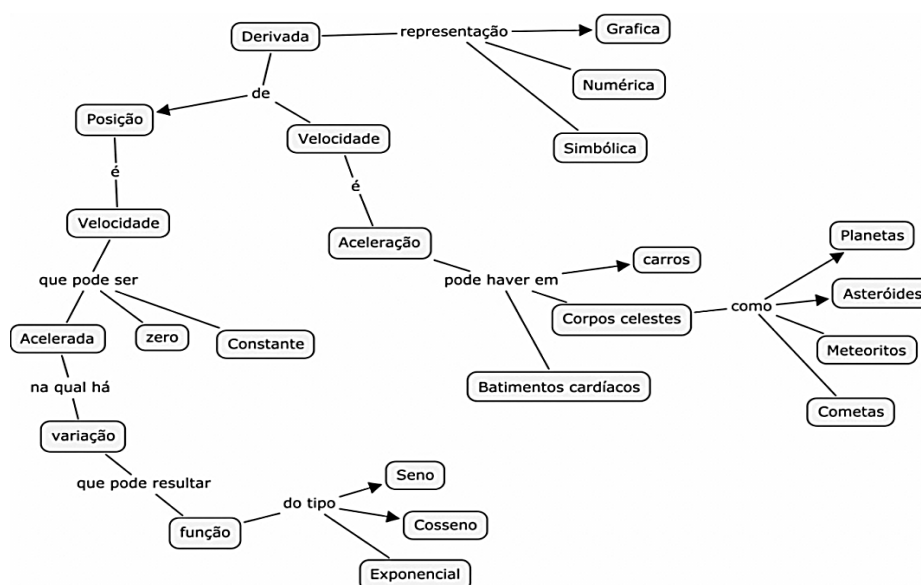 Derivada
representação
Grafica
Numérica
Simbólica
de
Posição
Velocidade
é
é
Velocidade
Aceleração
que pode ser
Acelerada
zero
Constante
pode haver em
carros
Corpos celestes
Batimentos cardíacos
como
Planetas
Asteróides
Meteoritos
Cometas
na qual há
variação
que pode resultar
função
do tipo
Seno
Cosseno
Exponencial